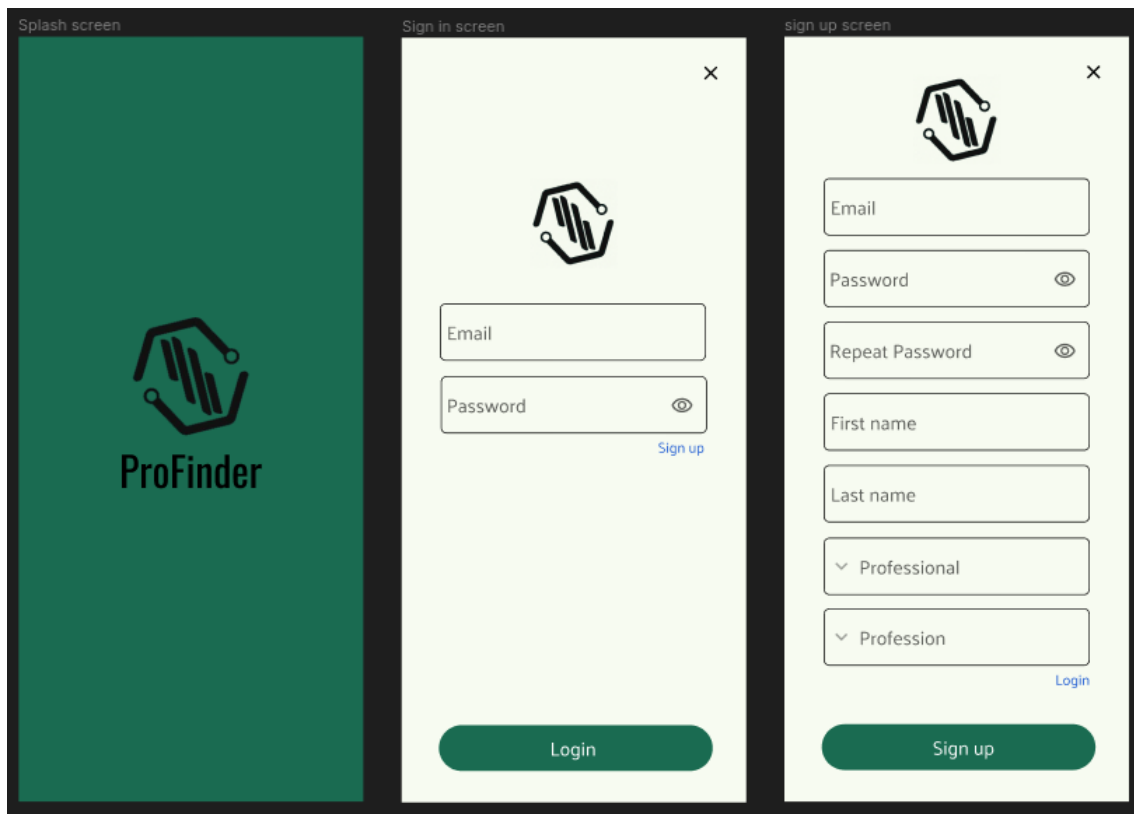 Splash screen
ProFinder
Sign in screen
Email
Password
Sign up
Login
sign up screen
Email
Password
Repeat Password
First name
Last name
Professional
Profession
Login
Sign up